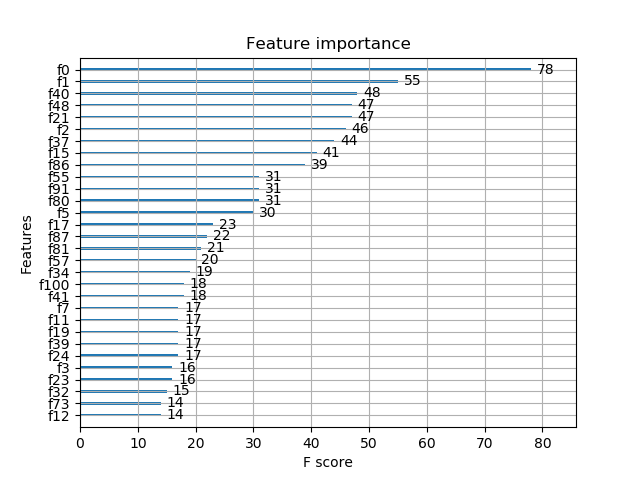 Feature importance
f0 78
f1 55
f40 48
f48 47
f21 47
f2 46
f37 44
f15 41
f86 39
f55 31
f91 31
f80 31
f5 30
f17 23
f87 22
f81 21
f57 20
f34 19
f100 18
f41 18
f7 17
f11 17
f19 17
f39 17
f24 17
f3 16
f23 16
f32 15
f73 14
f12 14
Features
0 10 20 30 40 50 60 70 80
F score